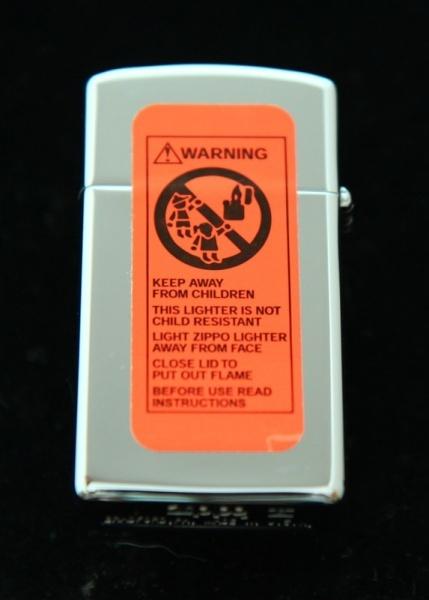 WARNING
KEEP AWAY
FROM CHILDREN
THIS LIGHTER IS NOT
CHILD RESISTANT
LIGHT ZIPPO LIGHTER
AWAY FROM FACE
CLOSE LID TO
PUT OUT FLAME
BEFORE USE READ
INSTRUCTIONS